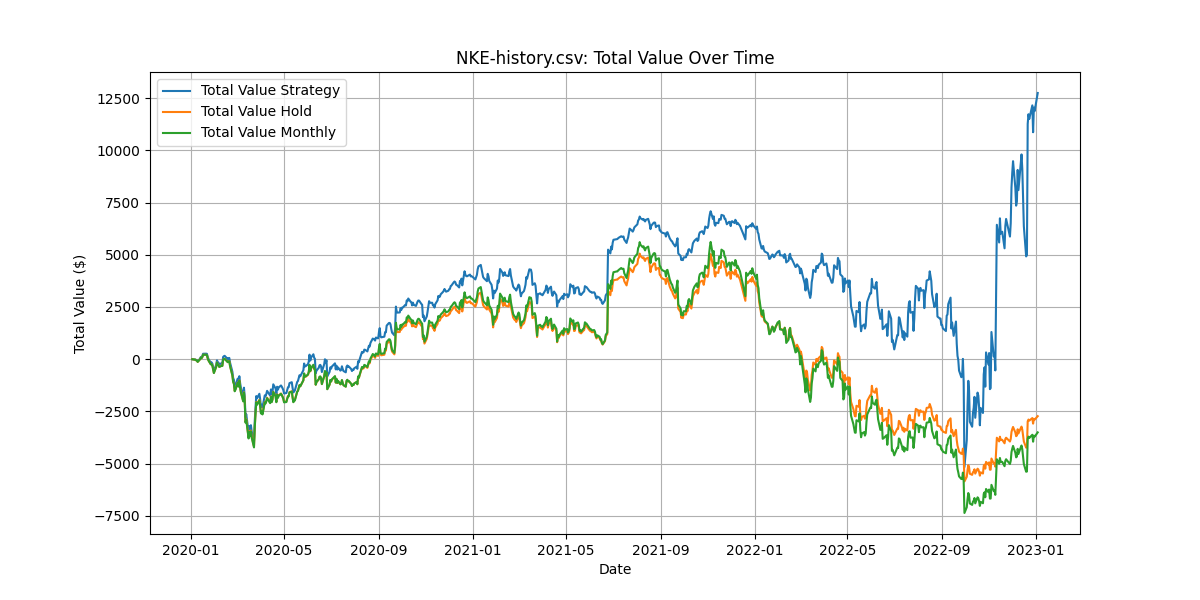 NKE-history.csv: Total Value Over Time
Total Value Strategy
Total Value Hold
Total Value Monthly
Total Value ($)
12500
10000
7500
5000
2500
0
−2500
−5000
−7500
2020-01 2020-05 2020-09 2021-01 2021-05 2021-09 2022-01 2022-05 2022-09 2023-01
Date